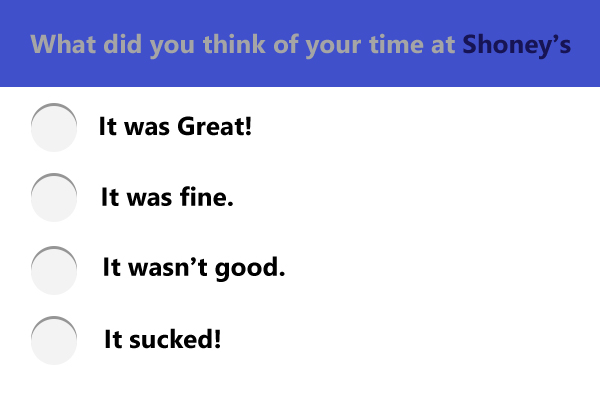 What did you think of your time at Shoney’s
It was Great!
It was fine.
It wasn’t good.
It sucked!